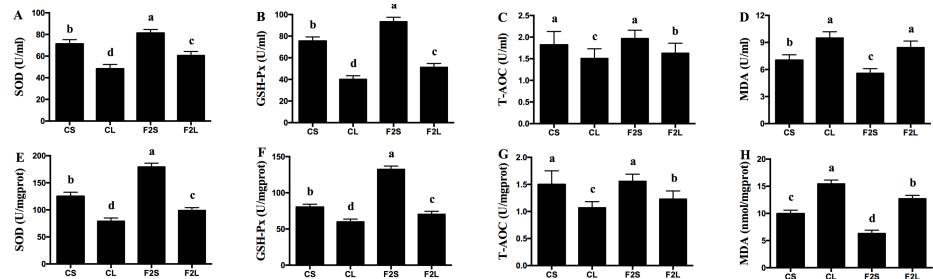 A
SOD (U/ml)
100
80
60
40
20
0
b
d
a
c
CS CL F2S F2L
B
GSH-Px (U/ml)
100
80
60
40
20
0
b
d
a
c
CS CL F2S F2L
C
T-AOC (U/ml)
2.5
2.0
1.5
1.0
0.5
0.0
a
c
a
b
CS CL F2S F2L
D
MDA (U/ml)
12
9
6
3
0
b
a
c
a
CS CL F2S F2L
E
SOD (U/mgprot)
200
150
100
50
0
b
d
a
c
CS CL F2S F2L
F
GSH-Px (U/mgprot)
150
100
50
0
b
d
a
c
CS CL F2S F2L
G
T-AOC (U/mgprot)
2.0
1.5
1.0
0.5
0.0
a
c
a
b
CS CL F2S F2L
H
MDA (nmol/mgprot)
20
15
10
5
0
c
a
d
b
CS CL F2S F2L